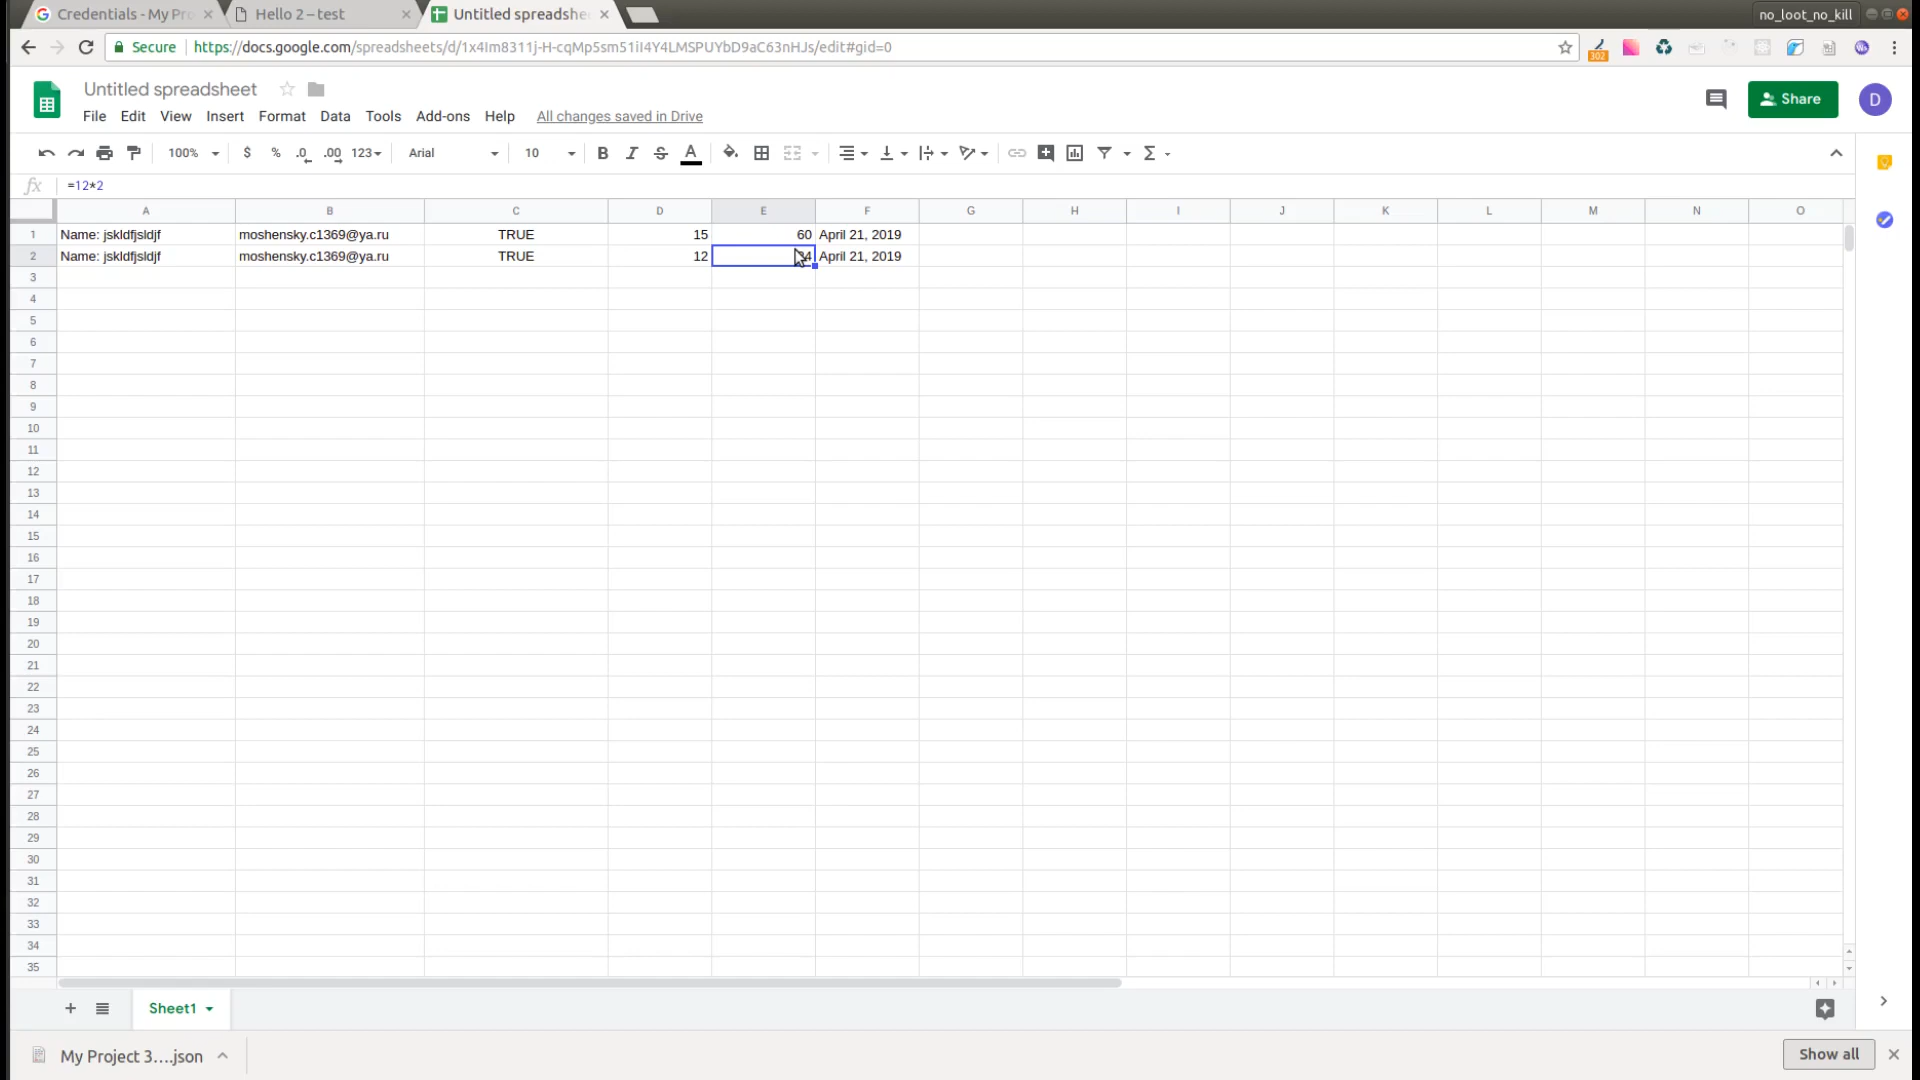 Credentials - My Pro
Hello 2 – test
Untitled spreadshe
no_loot_no_kill
Secure
https://docs.google.com/spreadsheets/d/1x4Im8311j-H-cqMp5sm51iI4Y4LMSPUYbD9aC63nHJs/edit#gid=0
302
Untitled spreadsheet
File Edit View Insert Format Data Tools Add-ons Help All changes saved in Drive
Share
D
100% $ % .0 .00 123 Arial 10 B I S A Σ
fx =12*2
A B C D E F G H I J K L M N O
1 Name: jskldfjsldjf moshensky.c1369@ya.ru TRUE 15 60 April 21, 2019
2 Name: jskldfjsldjf moshensky.c1369@ya.ru TRUE 12 April 21, 2019
3
4
5
6
7
8
9
10
11
12
13
14
15
16
17
18
19
20
21
22
23
24
25
26
27
28
29
30
31
32
33
34
35
Sheet1
My Project 3....json
Show all